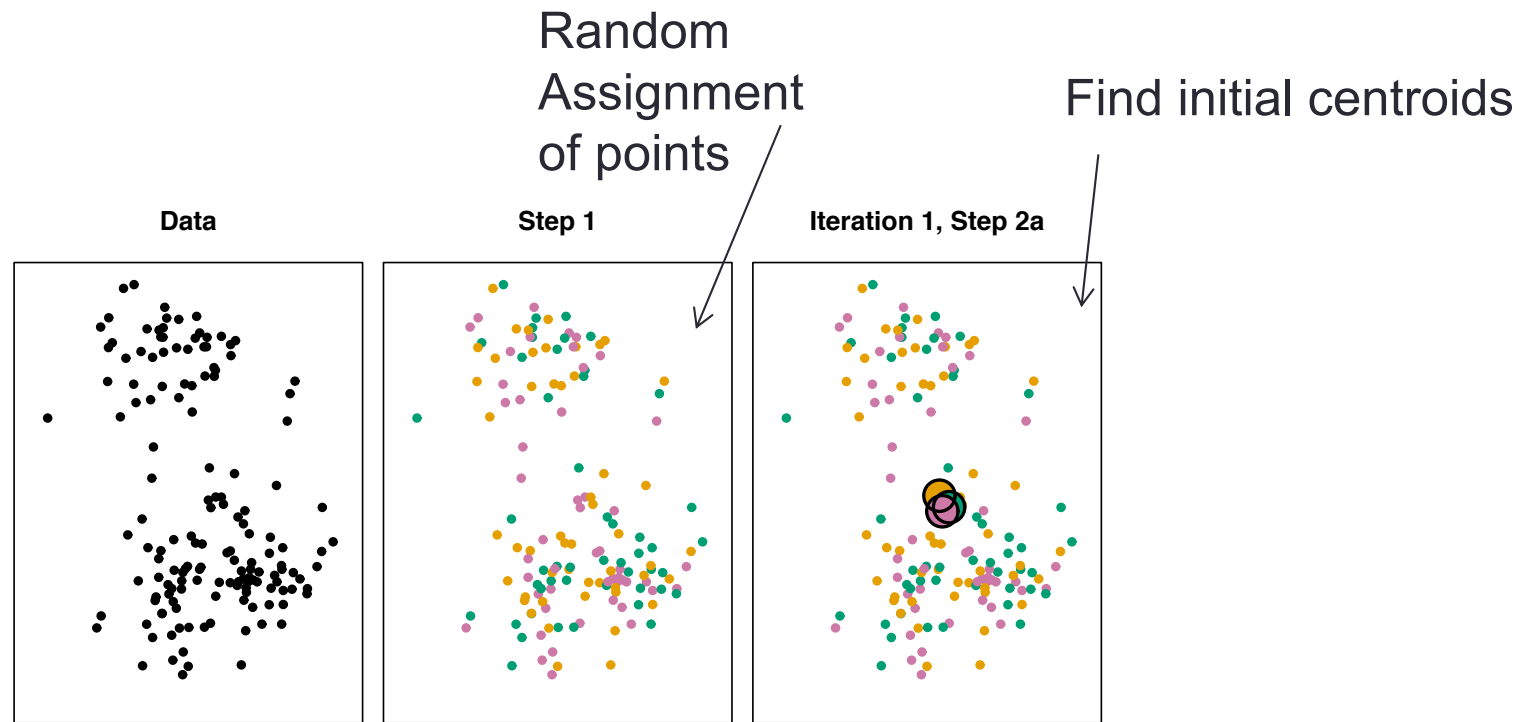 Random
Assignment
of points
Find initial centroids
Data
Step 1
Iteration 1, Step 2a